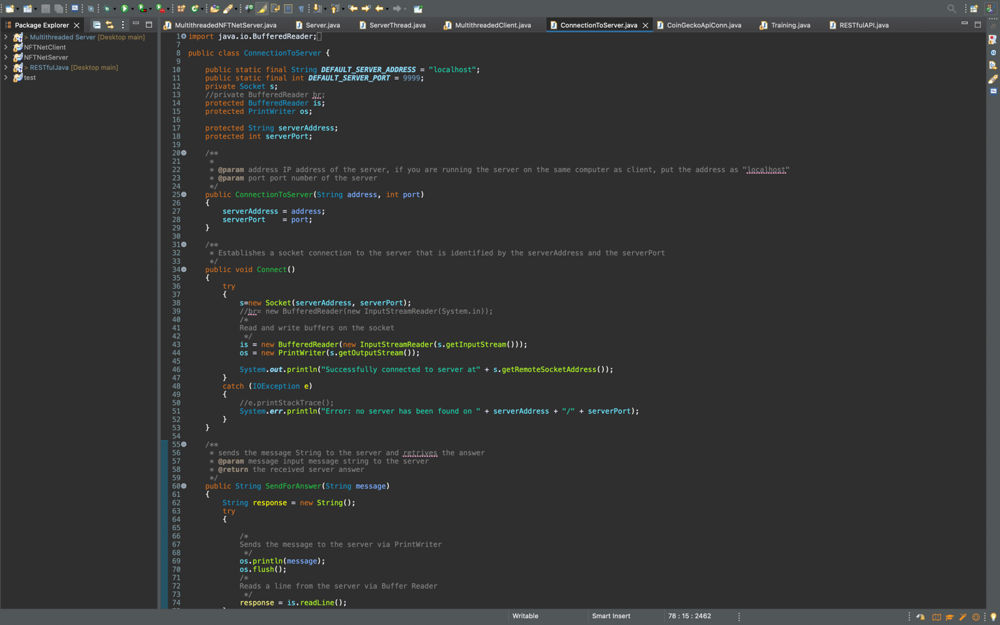 Package Explorer
MultithreadedNFTNetServer.java
Server.java
ServerThread.java
MultithreadedClient.java
ConnectionToServer.java
CoinGeckoApiConn.java
Training.java
RESTfulAPI.java
> Multithreaded Server [Desktop main]
NFTNetClient
NFTNetServer
> RESTfulJava [Desktop main]
test
1 import java.io.BufferedReader;
7
8 public class ConnectionToServer {
9
10 public static final String DEFAULT_SERVER_ADDRESS = "localhost";
11 public static final int DEFAULT_SERVER_PORT = 9999;
12 private Socket s;
13 //private BufferedReader br;
14 protected BufferedReader is;
15 protected PrintWriter os;
16
17 protected String serverAddress;
18 protected int serverPort;
19
20 /**
21 *
22 * @param address IP address of the server, if you are running the server on the same computer as client, put the address as "localhost"
23 * @param port port number of the server
24 */
25 public ConnectionToServer(String address, int port)
26 {
27 serverAddress = address;
28 serverPort    = port;
29 }
30
31 /**
32 * Establishes a socket connection to the server that is identified by the serverAddress and the serverPort
33 */
34 public void Connect()
35 {
36 try
37 {
38 s=new Socket(serverAddress, serverPort);
39 //br= new BufferedReader(new InputStreamReader(System.in));
40 /*
41 Read and write buffers on the socket
42 */
43 is = new BufferedReader(new InputStreamReader(s.getInputStream()));
44 os = new PrintWriter(s.getOutputStream());
45
46 System.out.println("Successfully connected to server at" + s.getRemoteSocketAddress());
47 }
48 catch (IOException e)
49 {
50 //e.printStackTrace();
51 System.err.println("Error: no server has been found on " + serverAddress + "/" + serverPort);
52 }
53 }
54
55 /**
56 * sends the message String to the server and retrives the answer
57 * @param message input message string to the server
58 * @return the received server answer
59 */
60 public String SendForAnswer(String message)
61 {
62 String response = new String();
63 try
64 {
65
66 /*
67 Sends the message to the server via PrintWriter
68 */
69 os.println(message);
70 os.flush();
71 /*
72 Reads a line from the server via Buffer Reader
73 */
74 response = is.readLine();
Writable
Smart Insert
78 : 15 : 2462